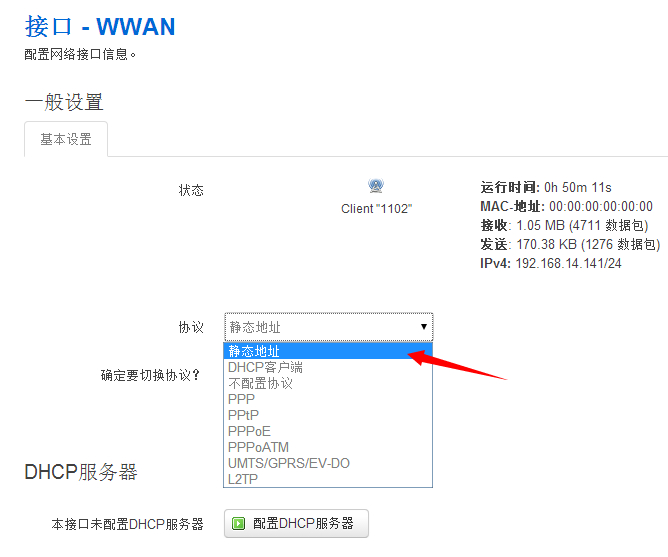 接口 - WWAN
配置网络接口信息。
一般设置
基本设置
状态
Client "1102"
运行时间: 0h 50m 11s
MAC-地址: 00:00:00:00:00:00
接收: 1.05 MB (4711 数据包)
发送: 170.38 KB (1276 数据包)
IPv4: 192.168.14.141/24
协议
静态地址
静态地址
确定要切换协议？
DHCP客户端
不配置协议
PPP
PPtP
PPPoE
PPPoATM
UMTS/GPRS/EV-DO
L2TP
DHCP服务器
本接口未配置DHCP服务器
配置DHCP服务器